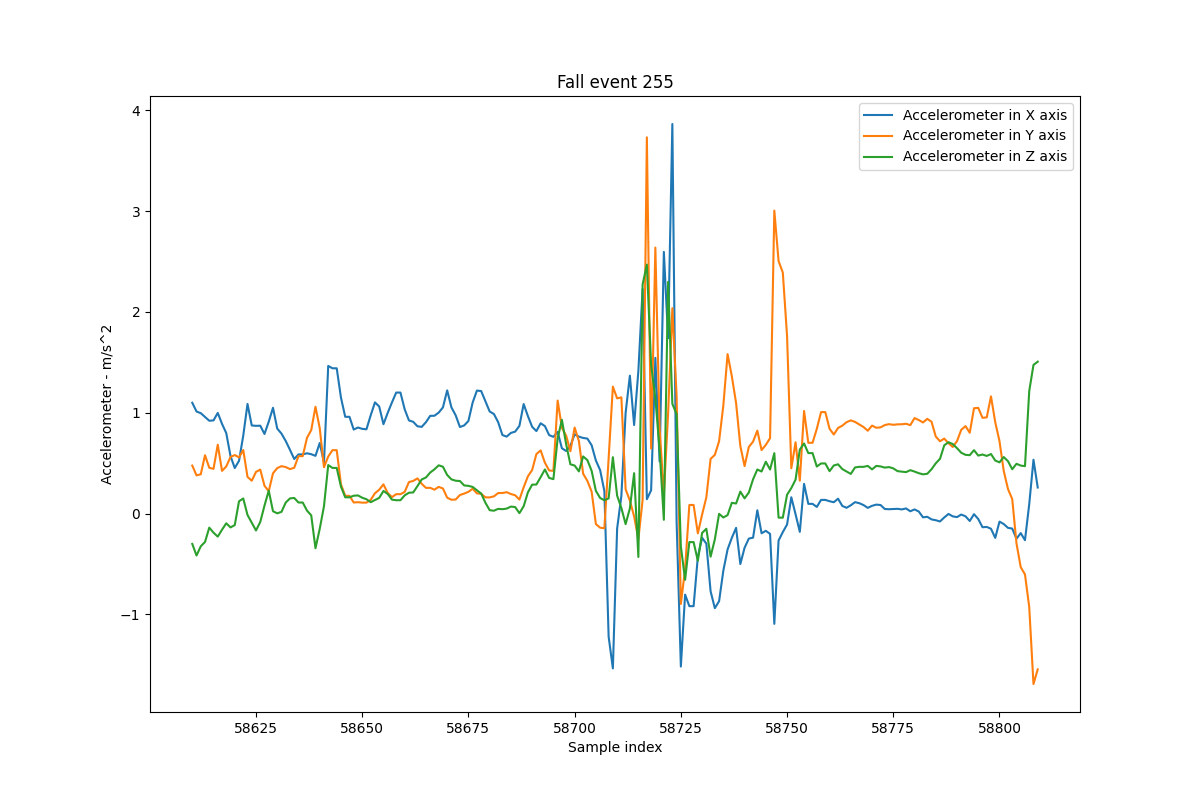 Fall event 255
Accelerometer in X axis
Accelerometer in Y axis
Accelerometer in Z axis
Accelerometer - m/s^2
4
3
2
1
0
−1
58625 58650 58675 58700 58725 58750 58775 58800
Sample index